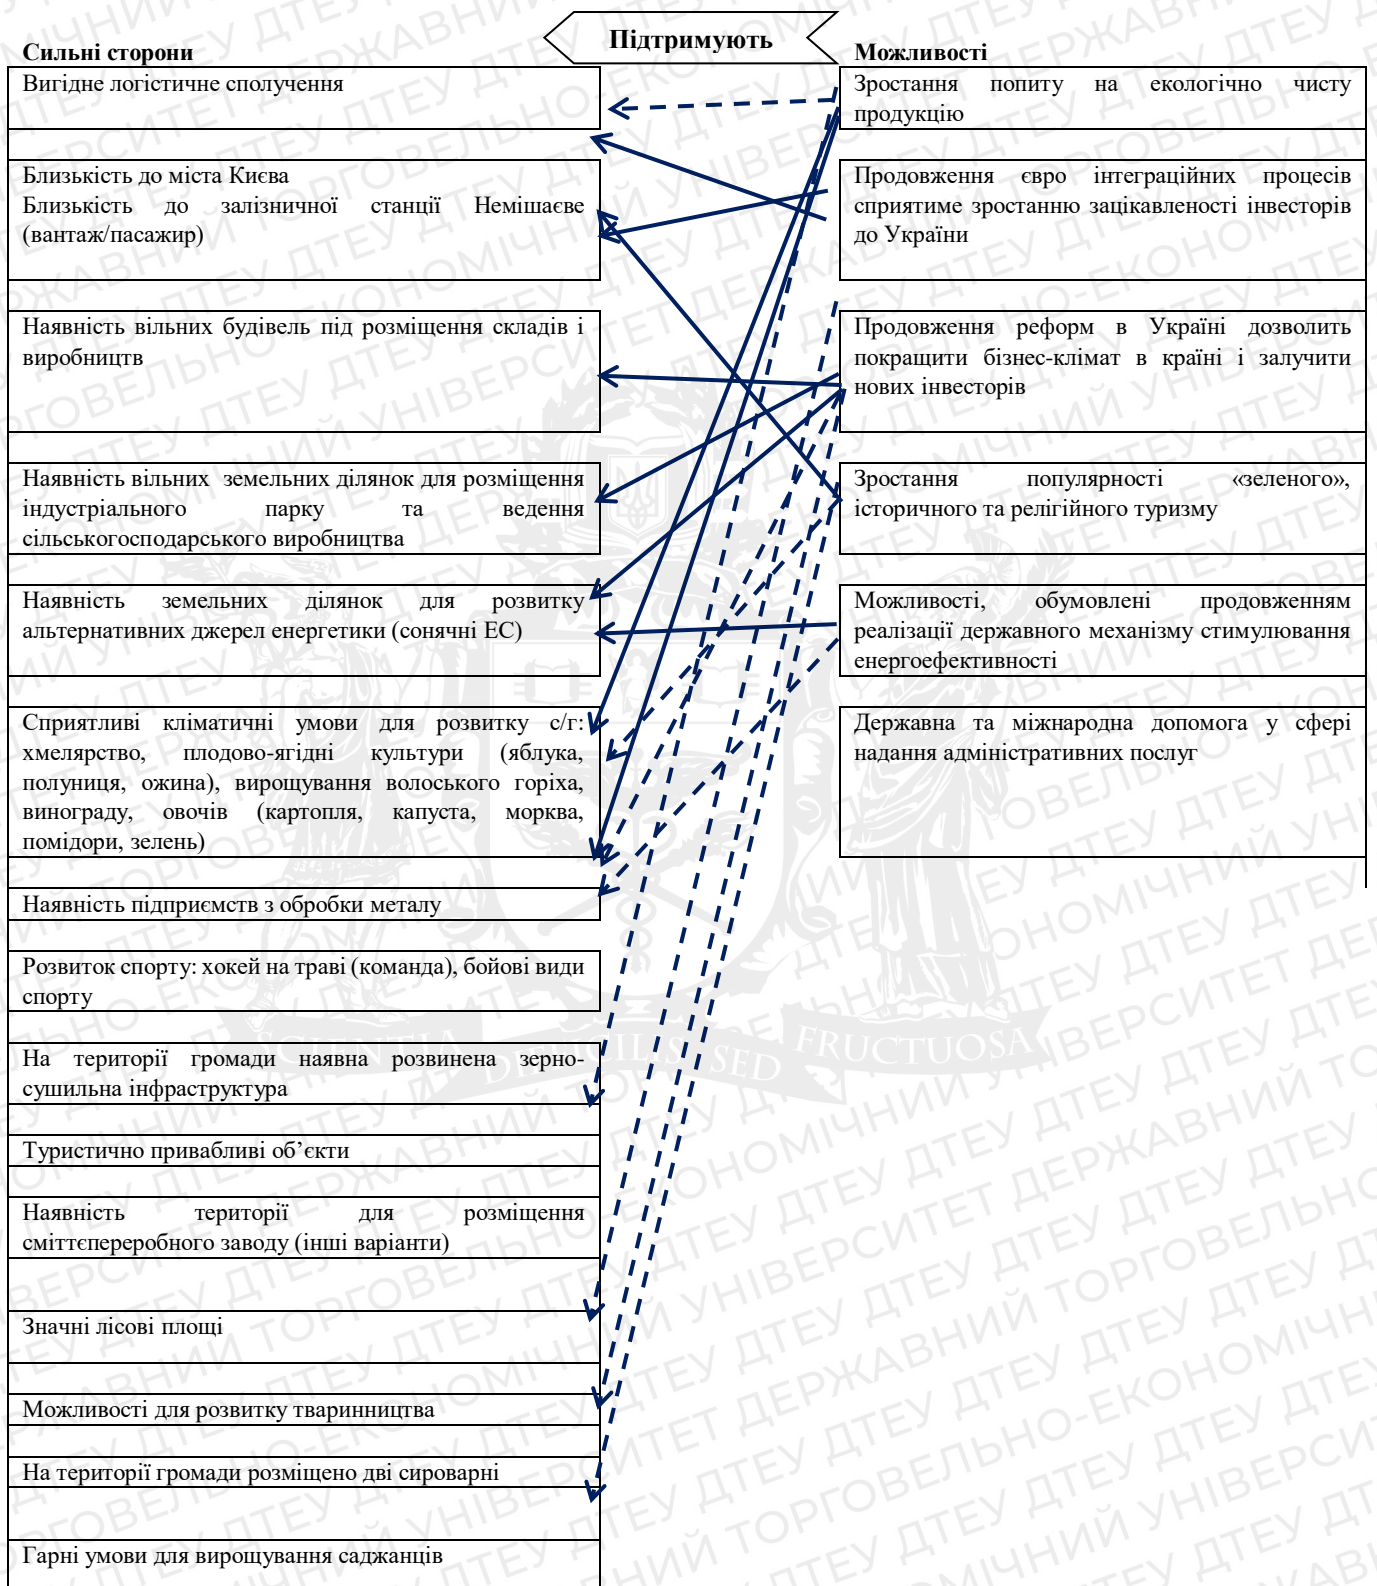 Підтримують
Сильні сторони
Вигідне логістичне сполучення
Близькість до міста Києва
Близькість до залізничної станції Немішаєве
(вантаж/пасажир)
Наявність вільних будівель під розміщення складів і
виробництв
Наявність вільних земельних ділянок для розміщення
індустріального парку та ведення
сільськогосподарського виробництва
Наявність земельних ділянок для розвитку
альтернативних джерел енергетики (сонячні ЕС)
Сприятливі кліматичні умови для розвитку с/г:
хмелярство, плодово-ягідні культури (яблука,
полуниця, ожина), вирощування волоського горіха,
винограду, овочів (картопля, капуста, морква,
помідори, зелень)
Наявність підприємств з обробки металу
Розвиток спорту: хокей на траві (команда), бойові види
спорту
На території громади наявна розвинена зерно-
сушильна інфраструктура
Туристично привабливі об’єкти
Наявність території для розміщення
сміттєпереробного заводу (інші варіанти)
Значні лісові площі
Можливості для розвитку тваринництва
На території громади розміщено дві сироварні
Гарні умови для вирощування саджанців
Можливості
Зростання попиту на екологічно чисту
продукцію
Продовження євро інтеграційних процесів
сприятиме зростанню зацікавленості інвесторів
до України
Продовження реформ в Україні дозволить
покращити бізнес-клімат в країні і залучити
нових інвесторів
Зростання популярності «зеленого»,
історичного та релігійного туризму
Можливості, обумовлені продовженням
реалізації державного механізму стимулювання
енергоефективності
Державна та міжнародна допомога у сфері
надання адміністративних послуг